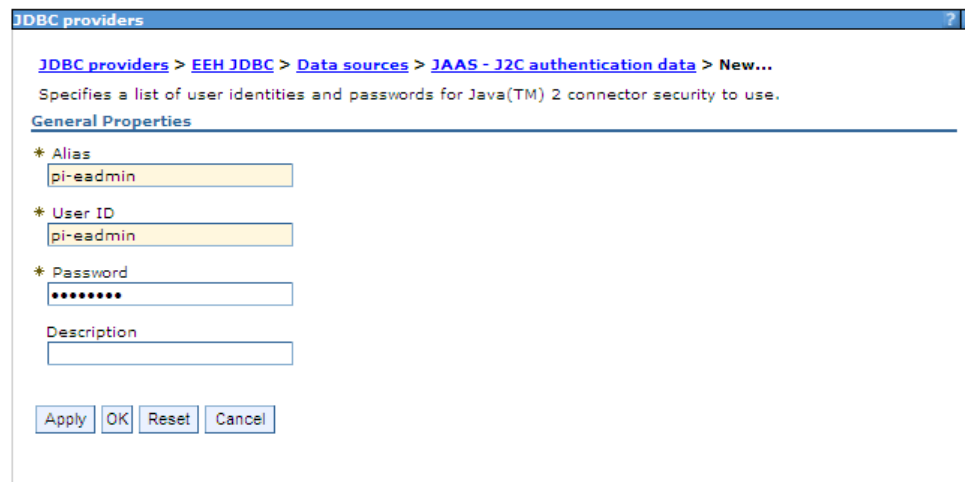 JDBC providers ?
JDBC providers > EEH JDBC > Data sources > JAAS - J2C authentication data > New...
Specifies a list of user identities and passwords for Java(TM) 2 connector security to use.
General Properties
* Alias
pi-eadmin
* User ID
pi-eadmin
* Password
••••••••
Description
Apply OK Reset Cancel